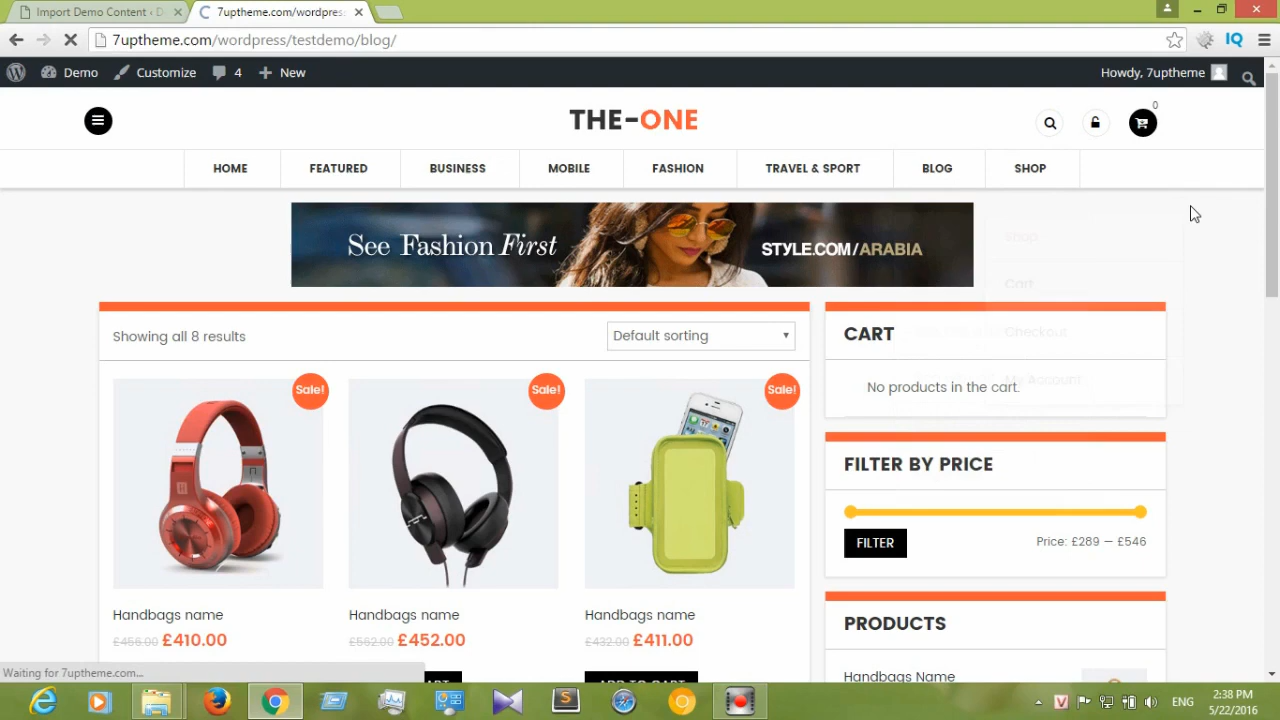 Import Demo Content ‹ D
7uptheme.com/wordpress
7uptheme.com/wordpress/testdemo/blog/
Demo
Customize
4
New
Howdy, 7uptheme
THE-ONE
0
HOME
FEATURED
BUSINESS
MOBILE
FASHION
TRAVEL & SPORT
BLOG
SHOP
See Fashion First
STYLE.COM/ARABIA
Shop
Cart
Checkout
My Account
Showing all 8 results
Default sorting
CART
No products in the cart.
Sale!
Sale!
Sale!
FILTER BY PRICE
FILTER
Price: £289 — £546
Handbags name
£456.00 £410.00
Handbags name
£562.00 £452.00
Handbags name
£432.00 £411.00
PRODUCTS
Handbags Name
ADD TO CART
Waiting for 7uptheme.com...
IQ
ENG
2:38 PM
5/22/2016